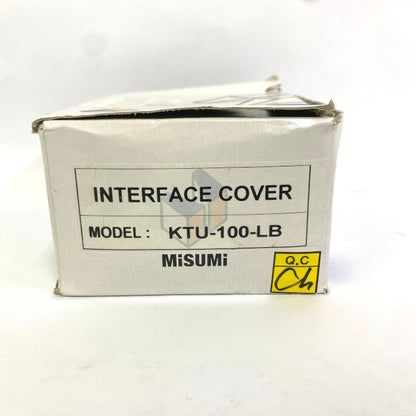 INTERFACE COVER
MODEL : KTU-100-LB
MiSUMi
Q.C
Ch